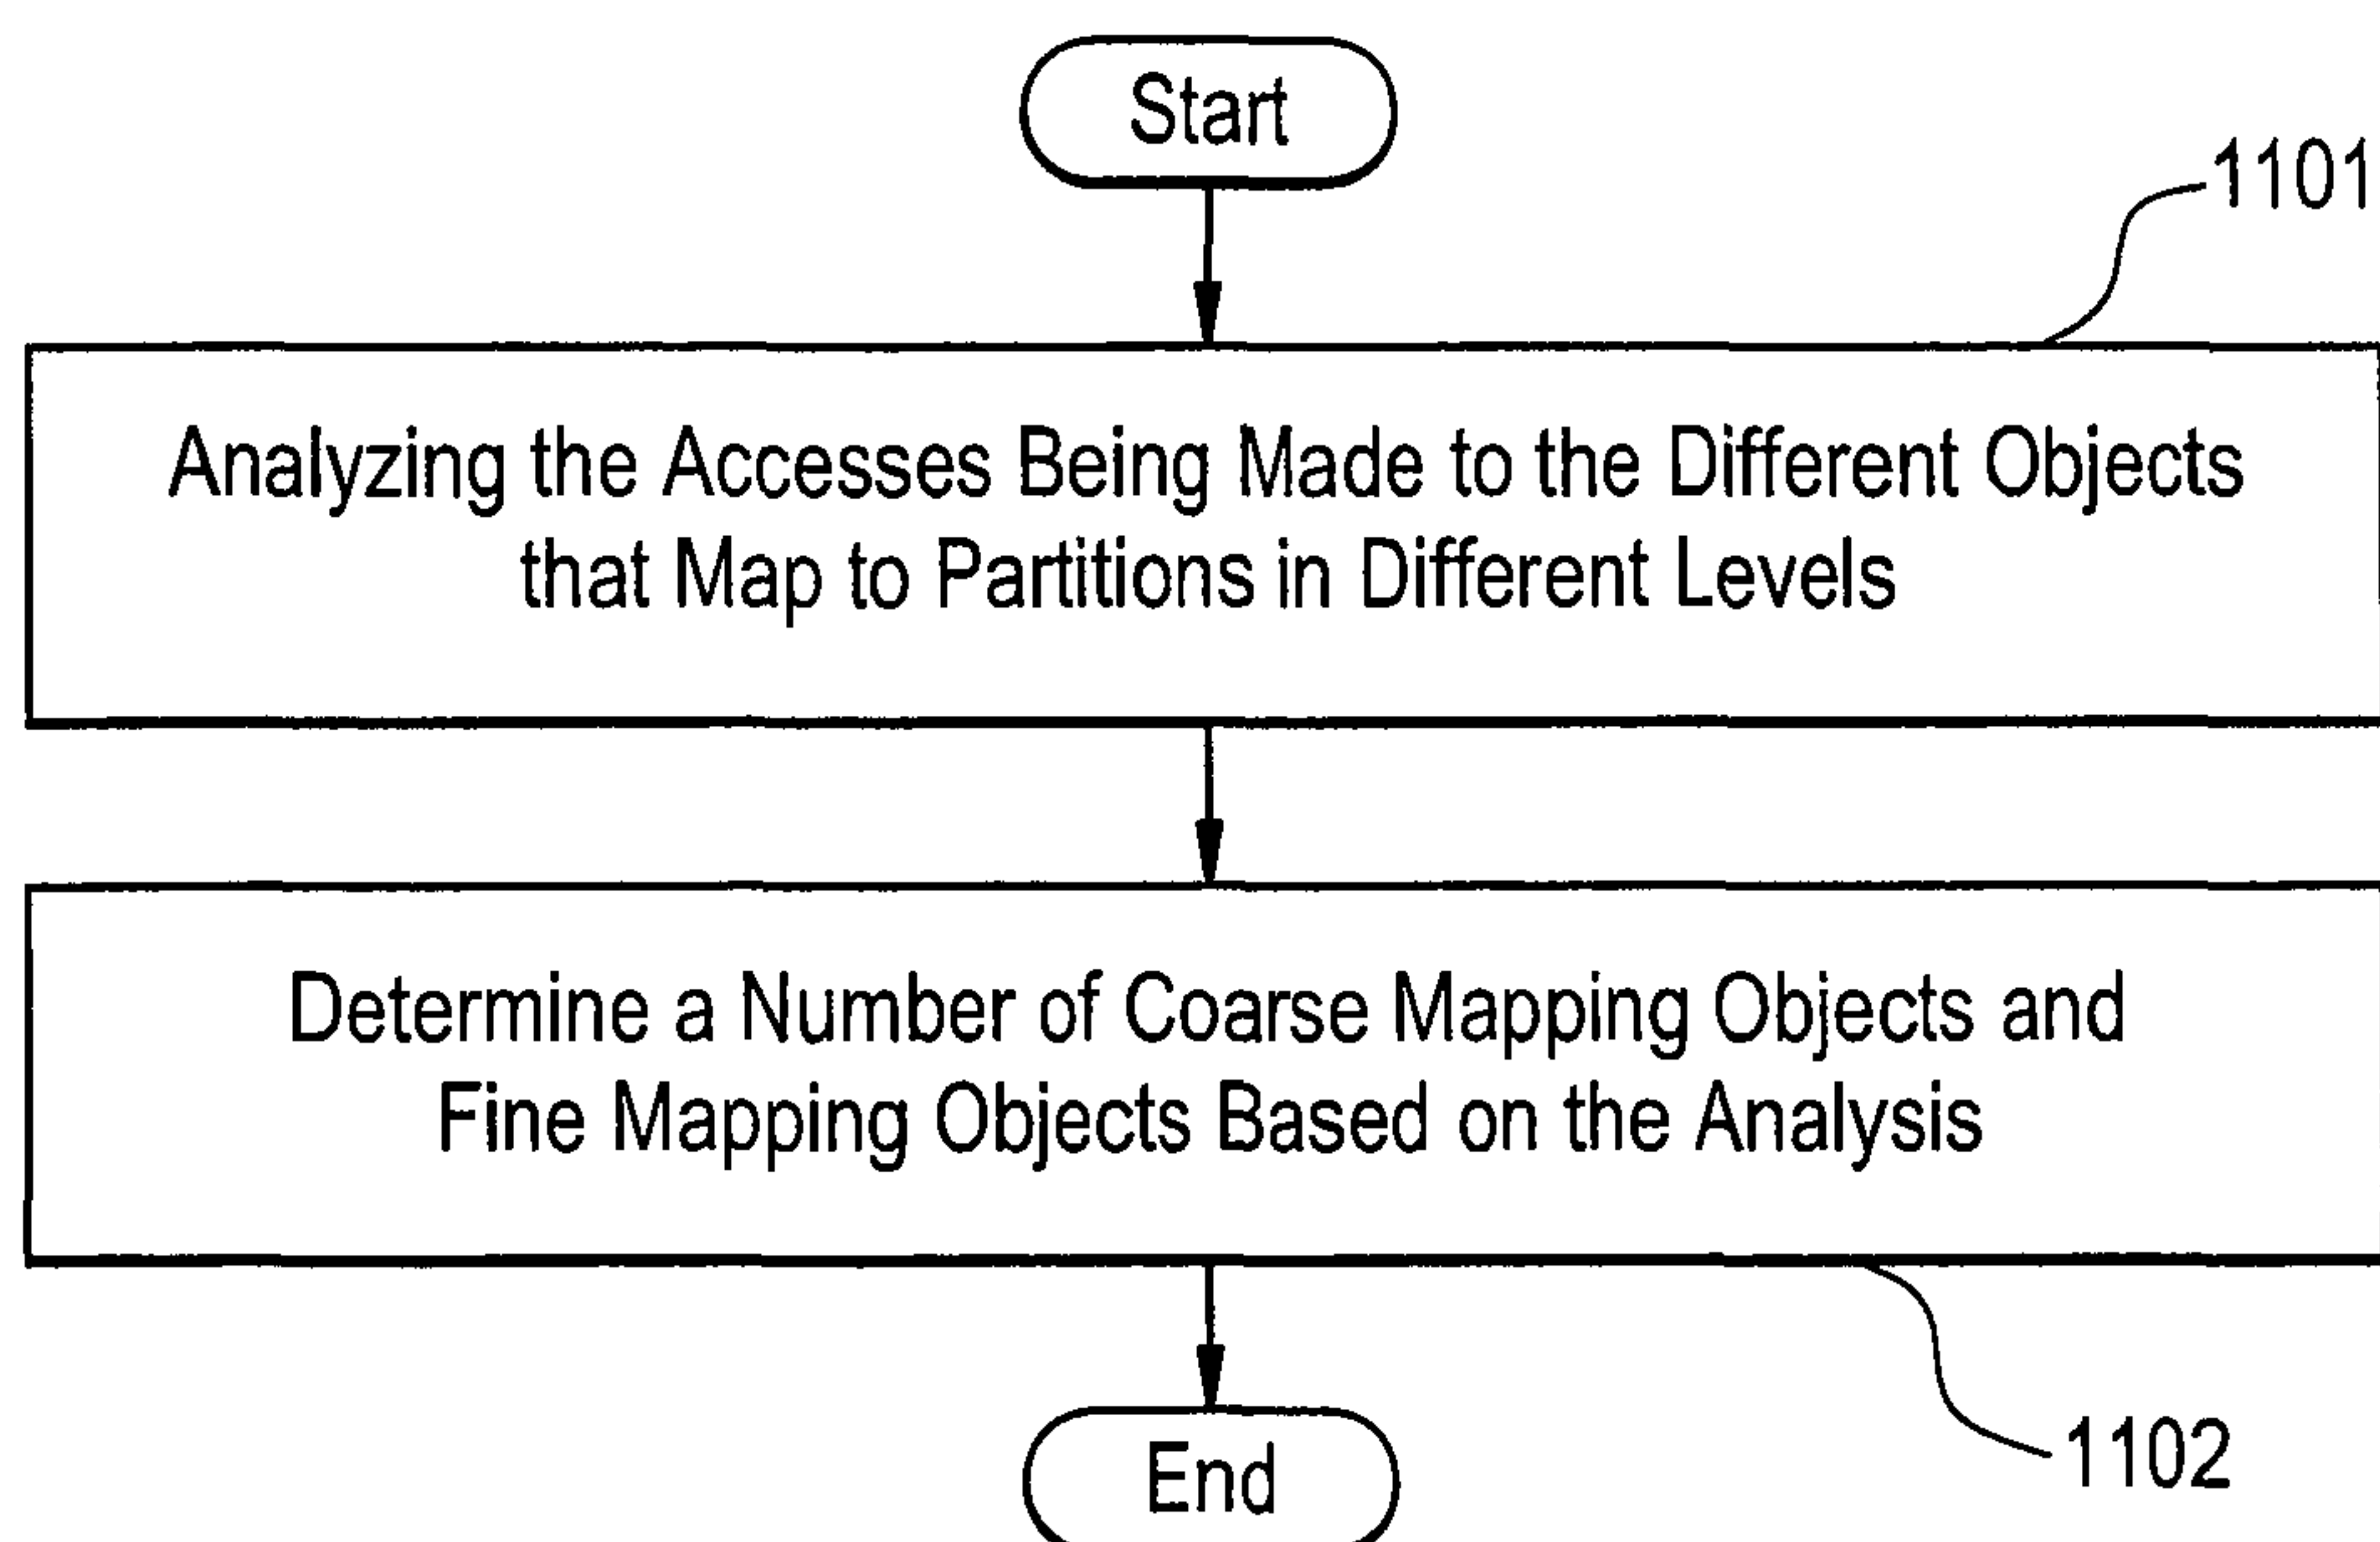 Start
1101
Analyzing the Accesses Being Made to the Different Objects
that Map to Partitions in Different Levels
Determine a Number of Coarse Mapping Objects and
Fine Mapping Objects Based on the Analysis
End
1102